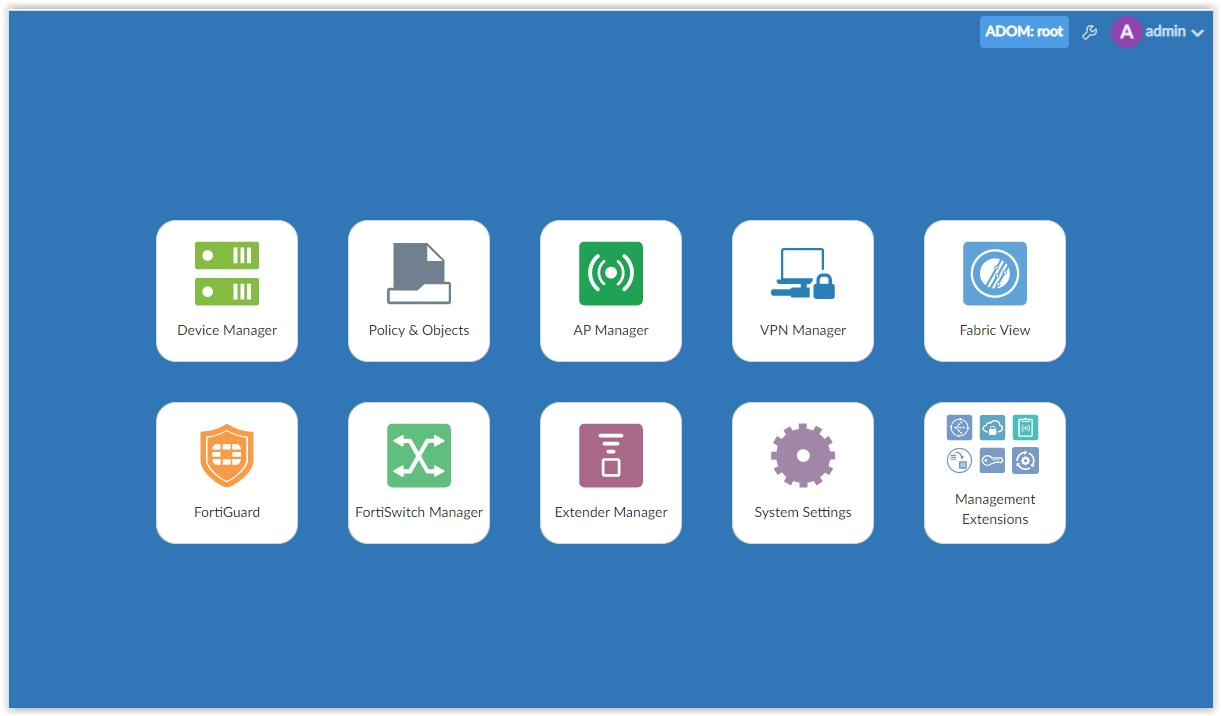 ADOM: root
A
admin
Device Manager
Policy & Objects
AP Manager
VPN Manager
Fabric View
FortiGuard
FortiSwitch Manager
Extender Manager
System Settings
Management
Extensions